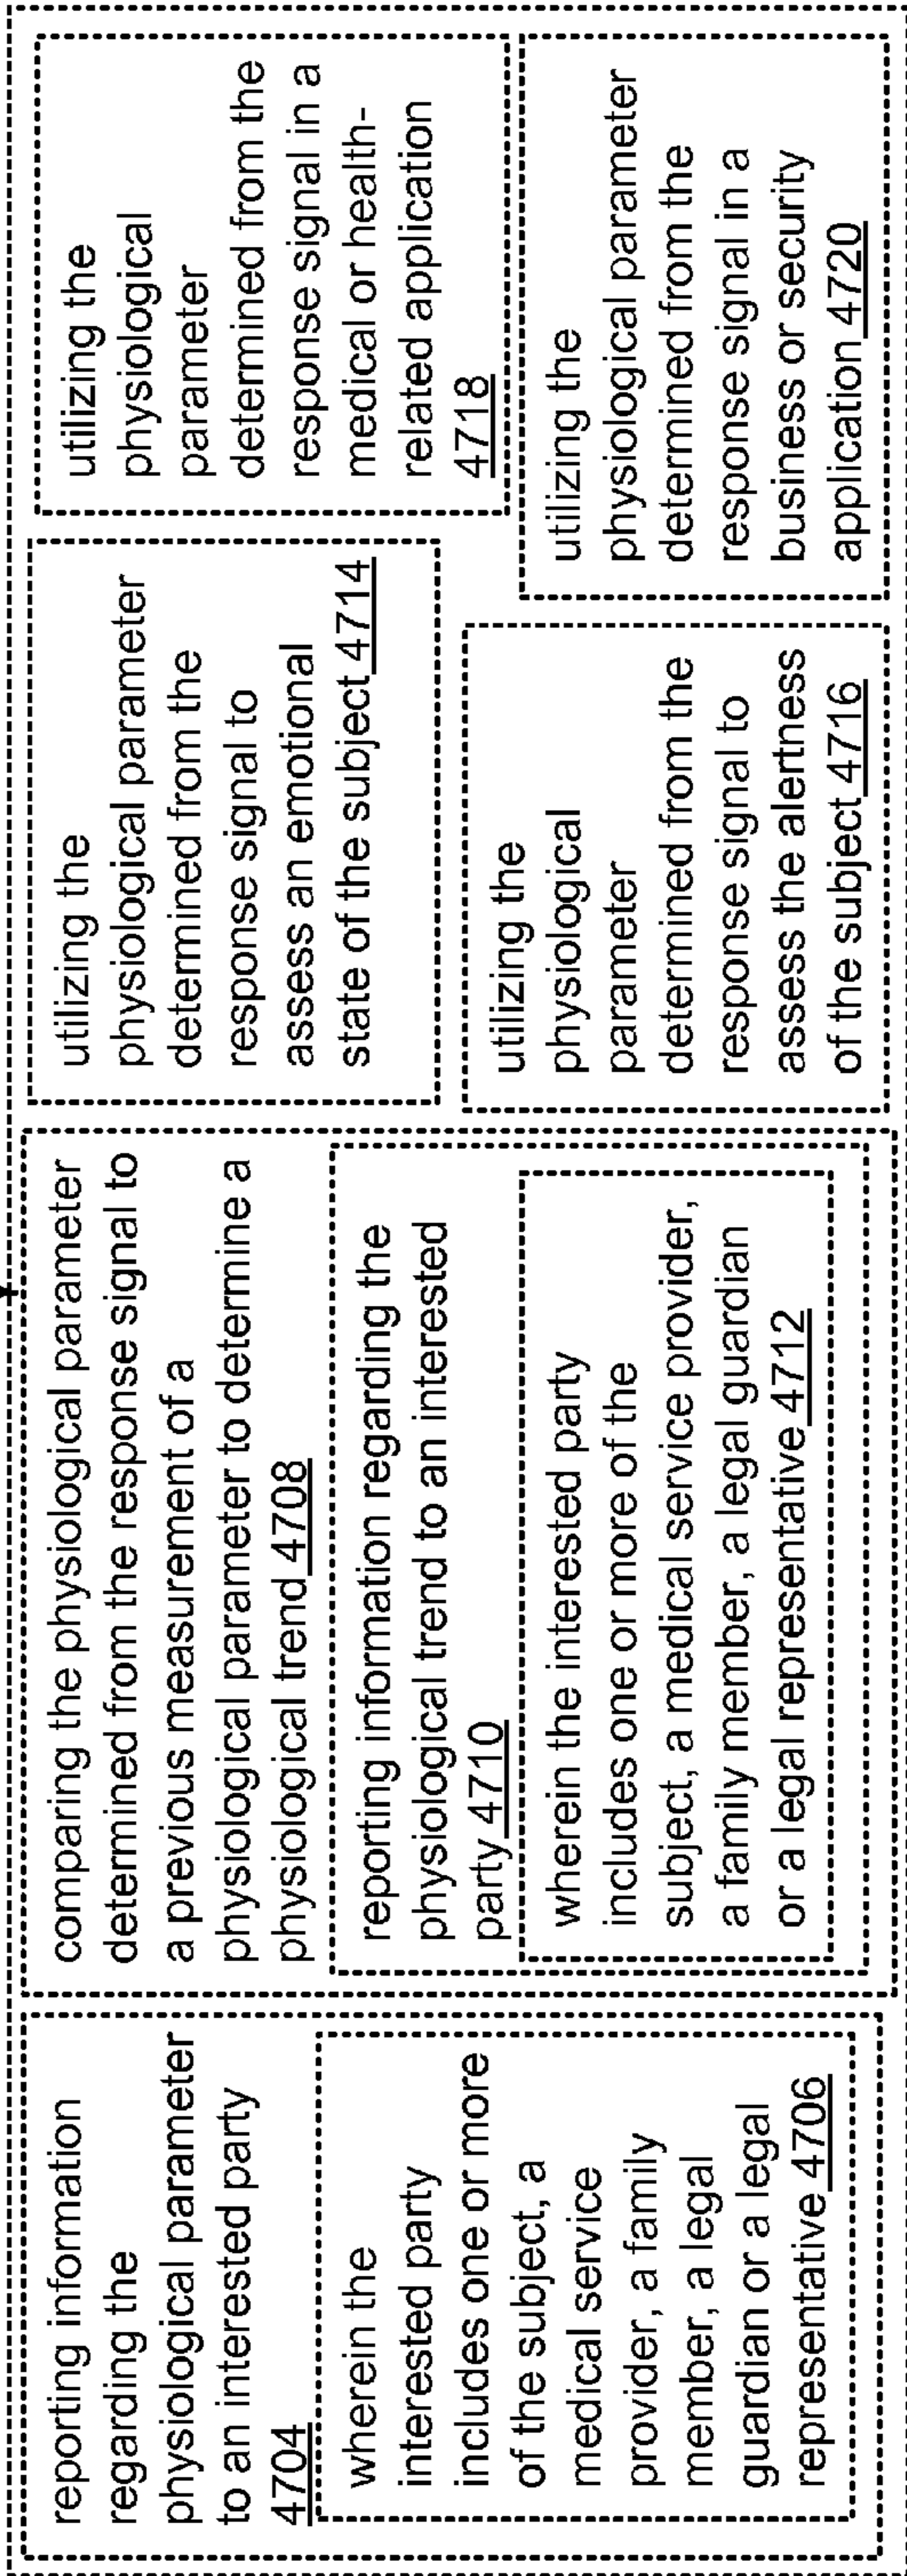 reporting information
regarding the
physiological parameter
to an interested party
4704
wherein the
interested party
includes one or more
of the subject, a
medical service
provider, a family
member, a legal
guardian or a legal
representative 4706
comparing the physiological parameter
determined from the response signal to
a previous measurement of a
physiological parameter to determine a
physiological trend 4708
reporting information regarding the
physiological trend to an interested
party 4710
wherein the interested party
includes one or more of the
subject, a medical service provider,
a family member, a legal guardian
or a legal representative 4712
utilizing the
physiological parameter
determined from the
response signal to
assess an emotional
state of the subject 4714
utilizing the
physiological
parameter
determined from the
response signal to
assess the alertness
of the subject 4716
utilizing the
physiological
parameter
determined from the
response signal in a
medical or health-
related application
4718
utilizing the
physiological parameter
determined from the
response signal in a
business or security
application 4720